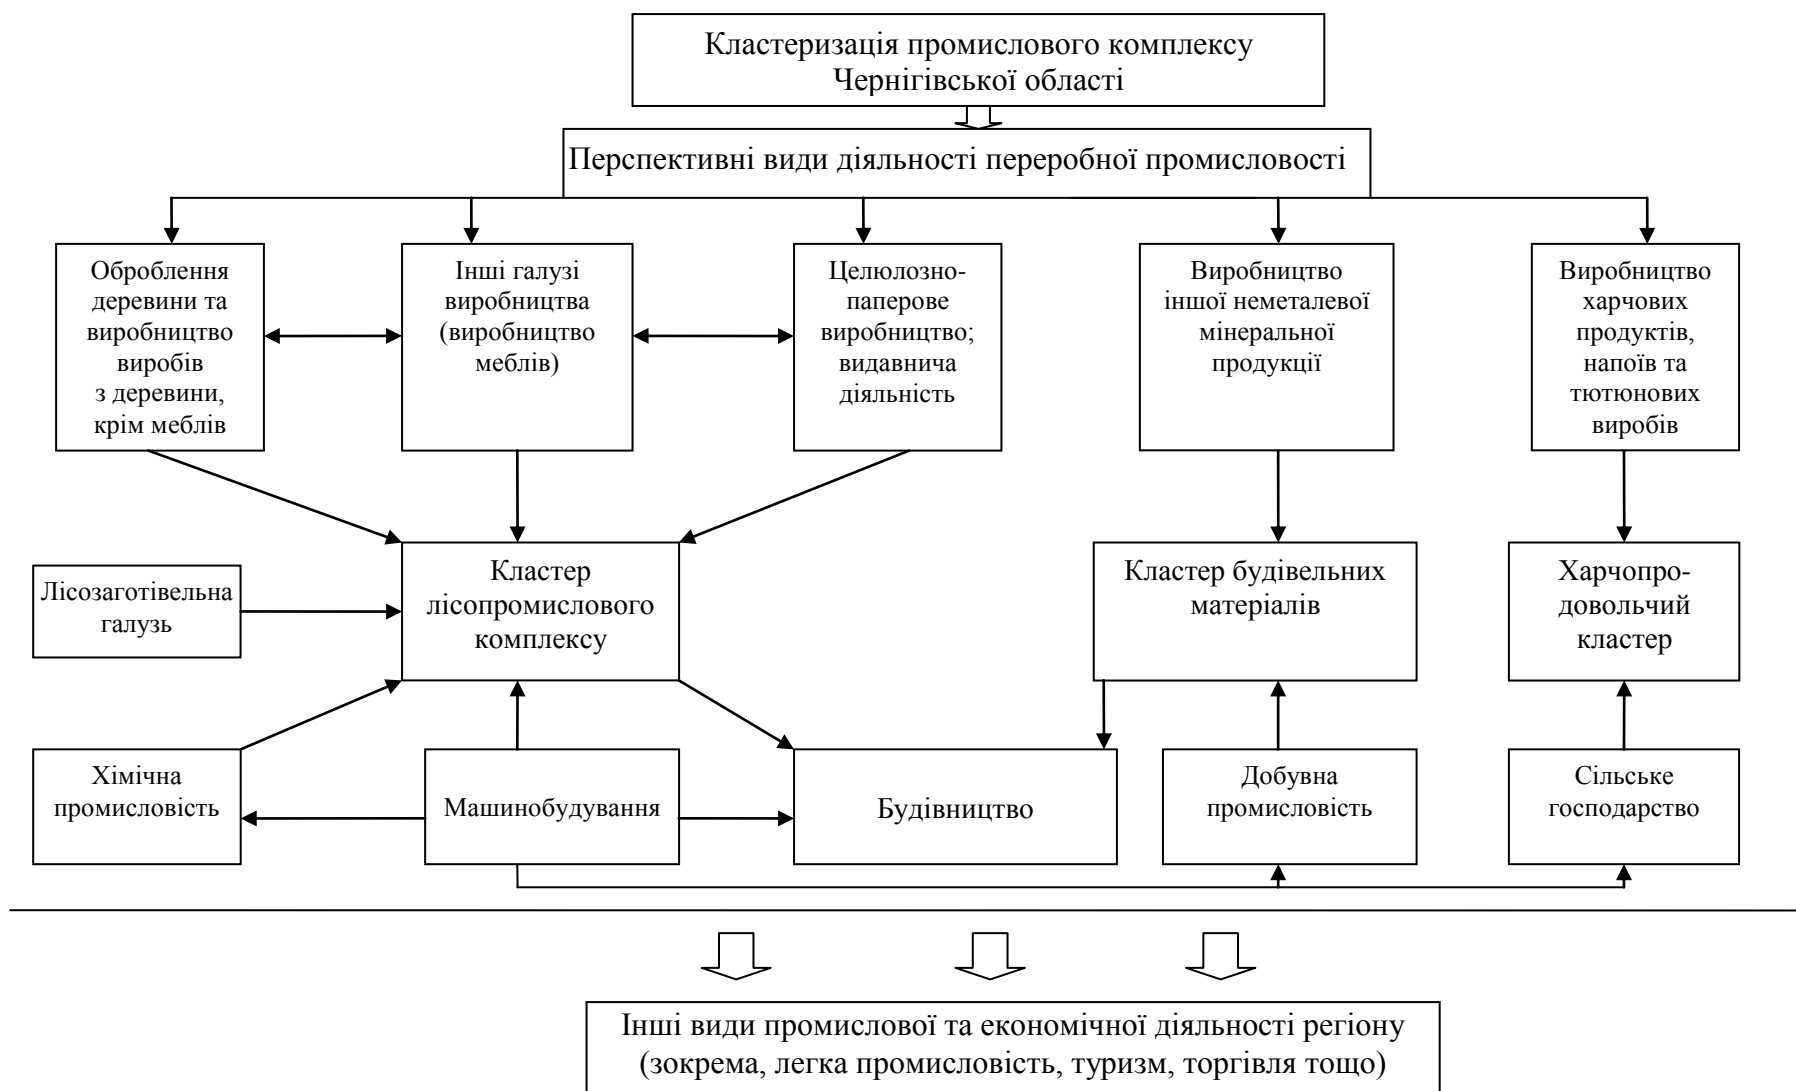 Кластеризація промислового комплексу
Чернігівської області
Перспективні види діяльності переробної промисловості
Оброблення
деревини та
виробництво
виробів
з деревини,
крім меблів
Інші галузі
виробництва
(виробництво
меблів)
Целюлозно-
паперове
виробництво;
видавнича
діяльність
Виробництво
іншої неметалевої
мінеральної
продукції
Виробництво
харчових
продуктів,
напоїв та
тютюнових
виробів
Лісозаготівельна
галузь
Кластер
лісопромислового
комплексу
Кластер будівельних
матеріалів
Харчопро-
довольчий
кластер
Хімічна
промисловість
Машинобудування
Будівництво
Добувна
промисловість
Сільське
господарство
Інші види промислової та економічної діяльності регіону
(зокрема, легка промисловість, туризм, торгівля тощо)